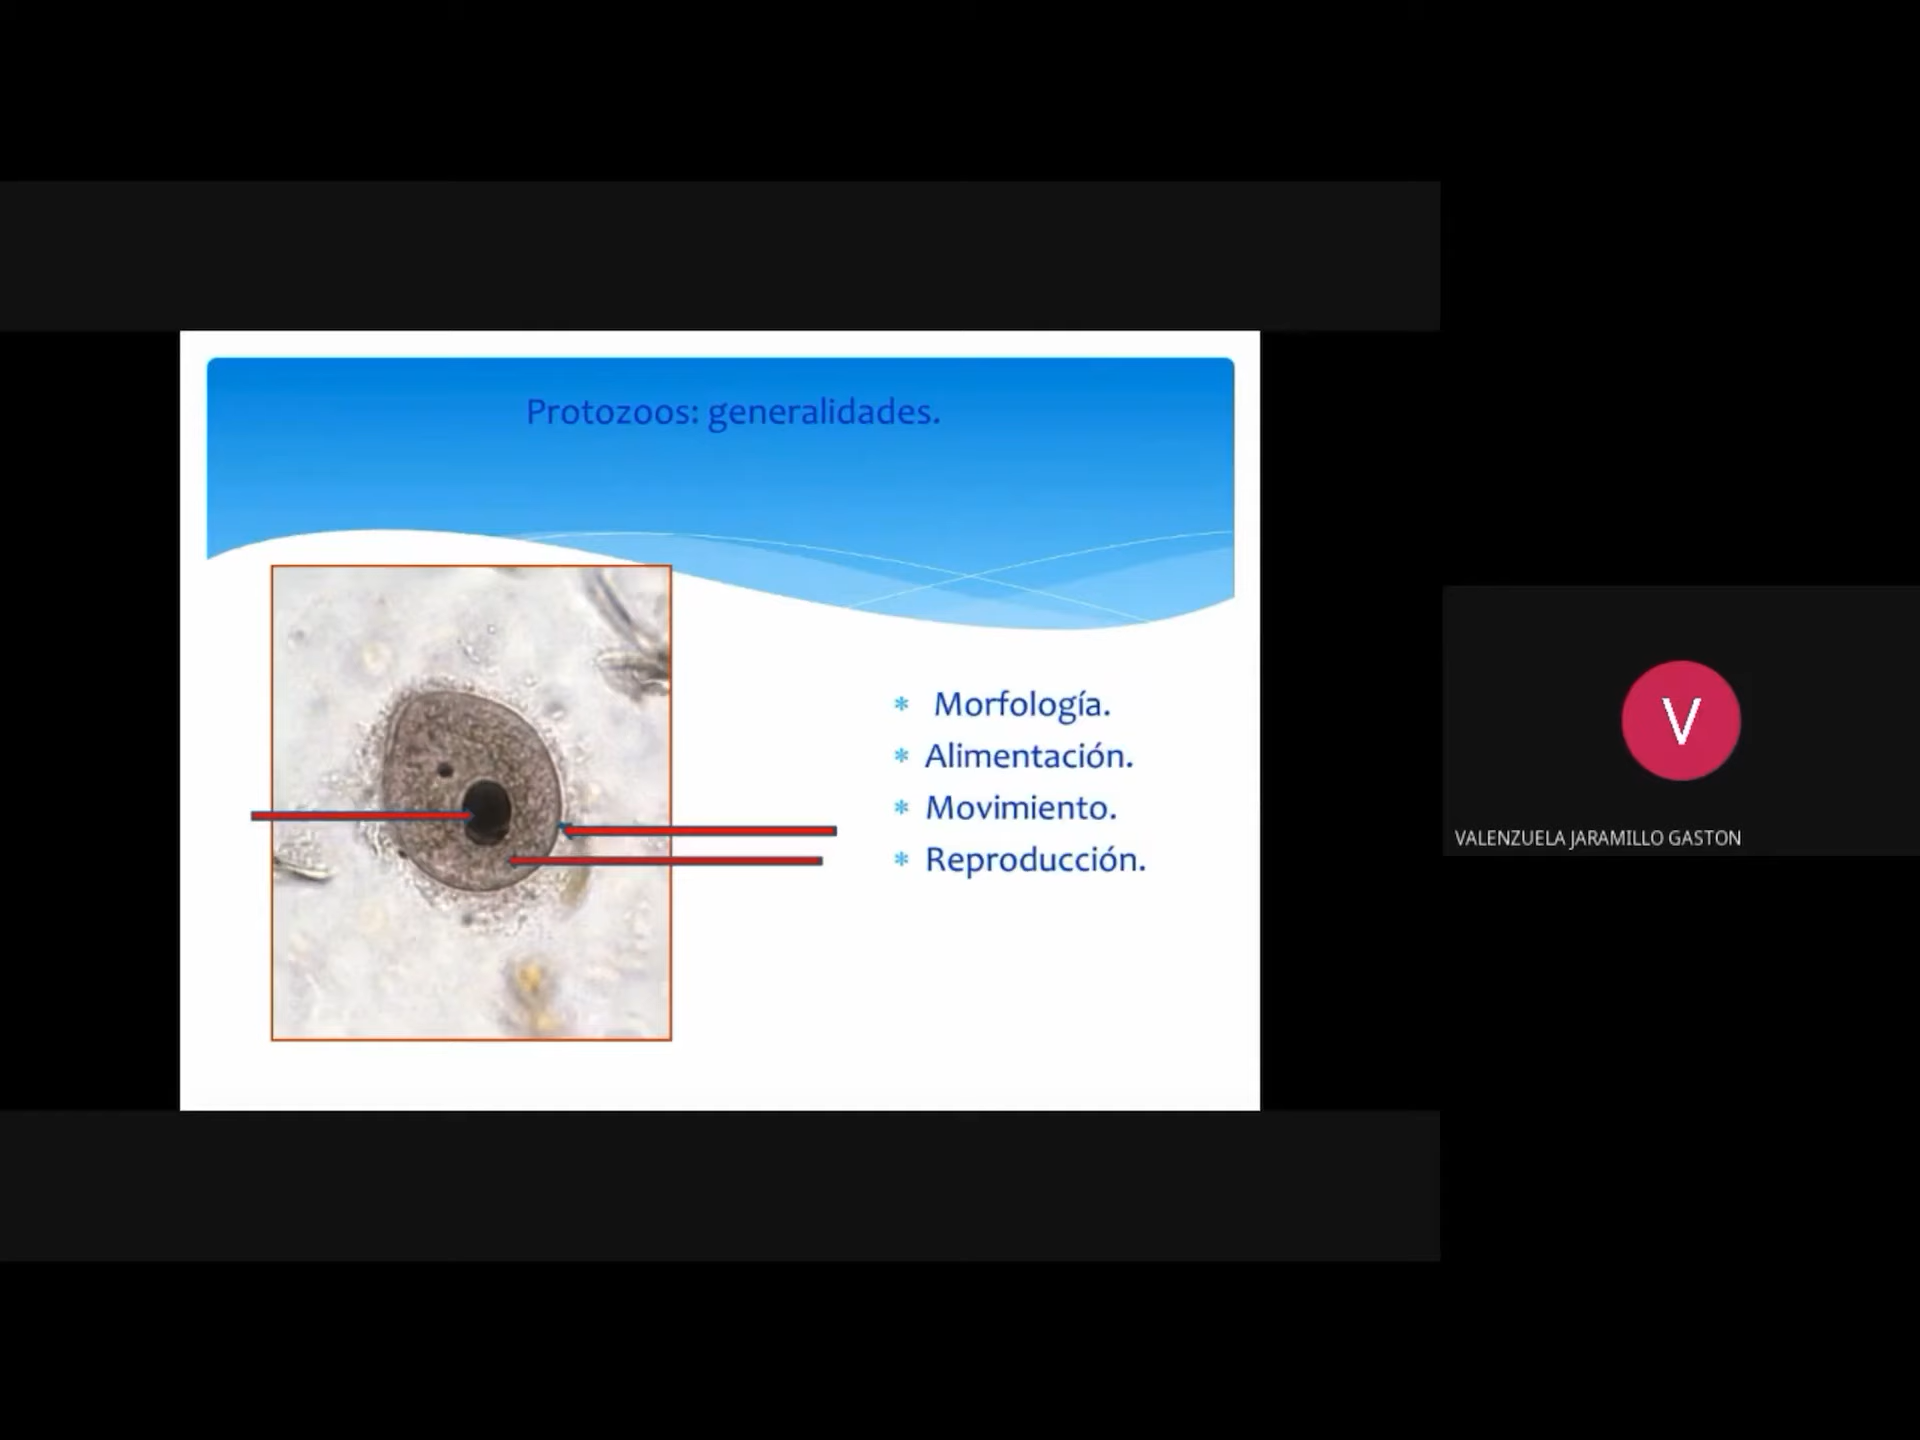 Protozoos: generalidades.
* Morfología.
* Alimentación.
* Movimiento.
* Reproducción.
V
VALENZUELA JARAMILLO GASTON